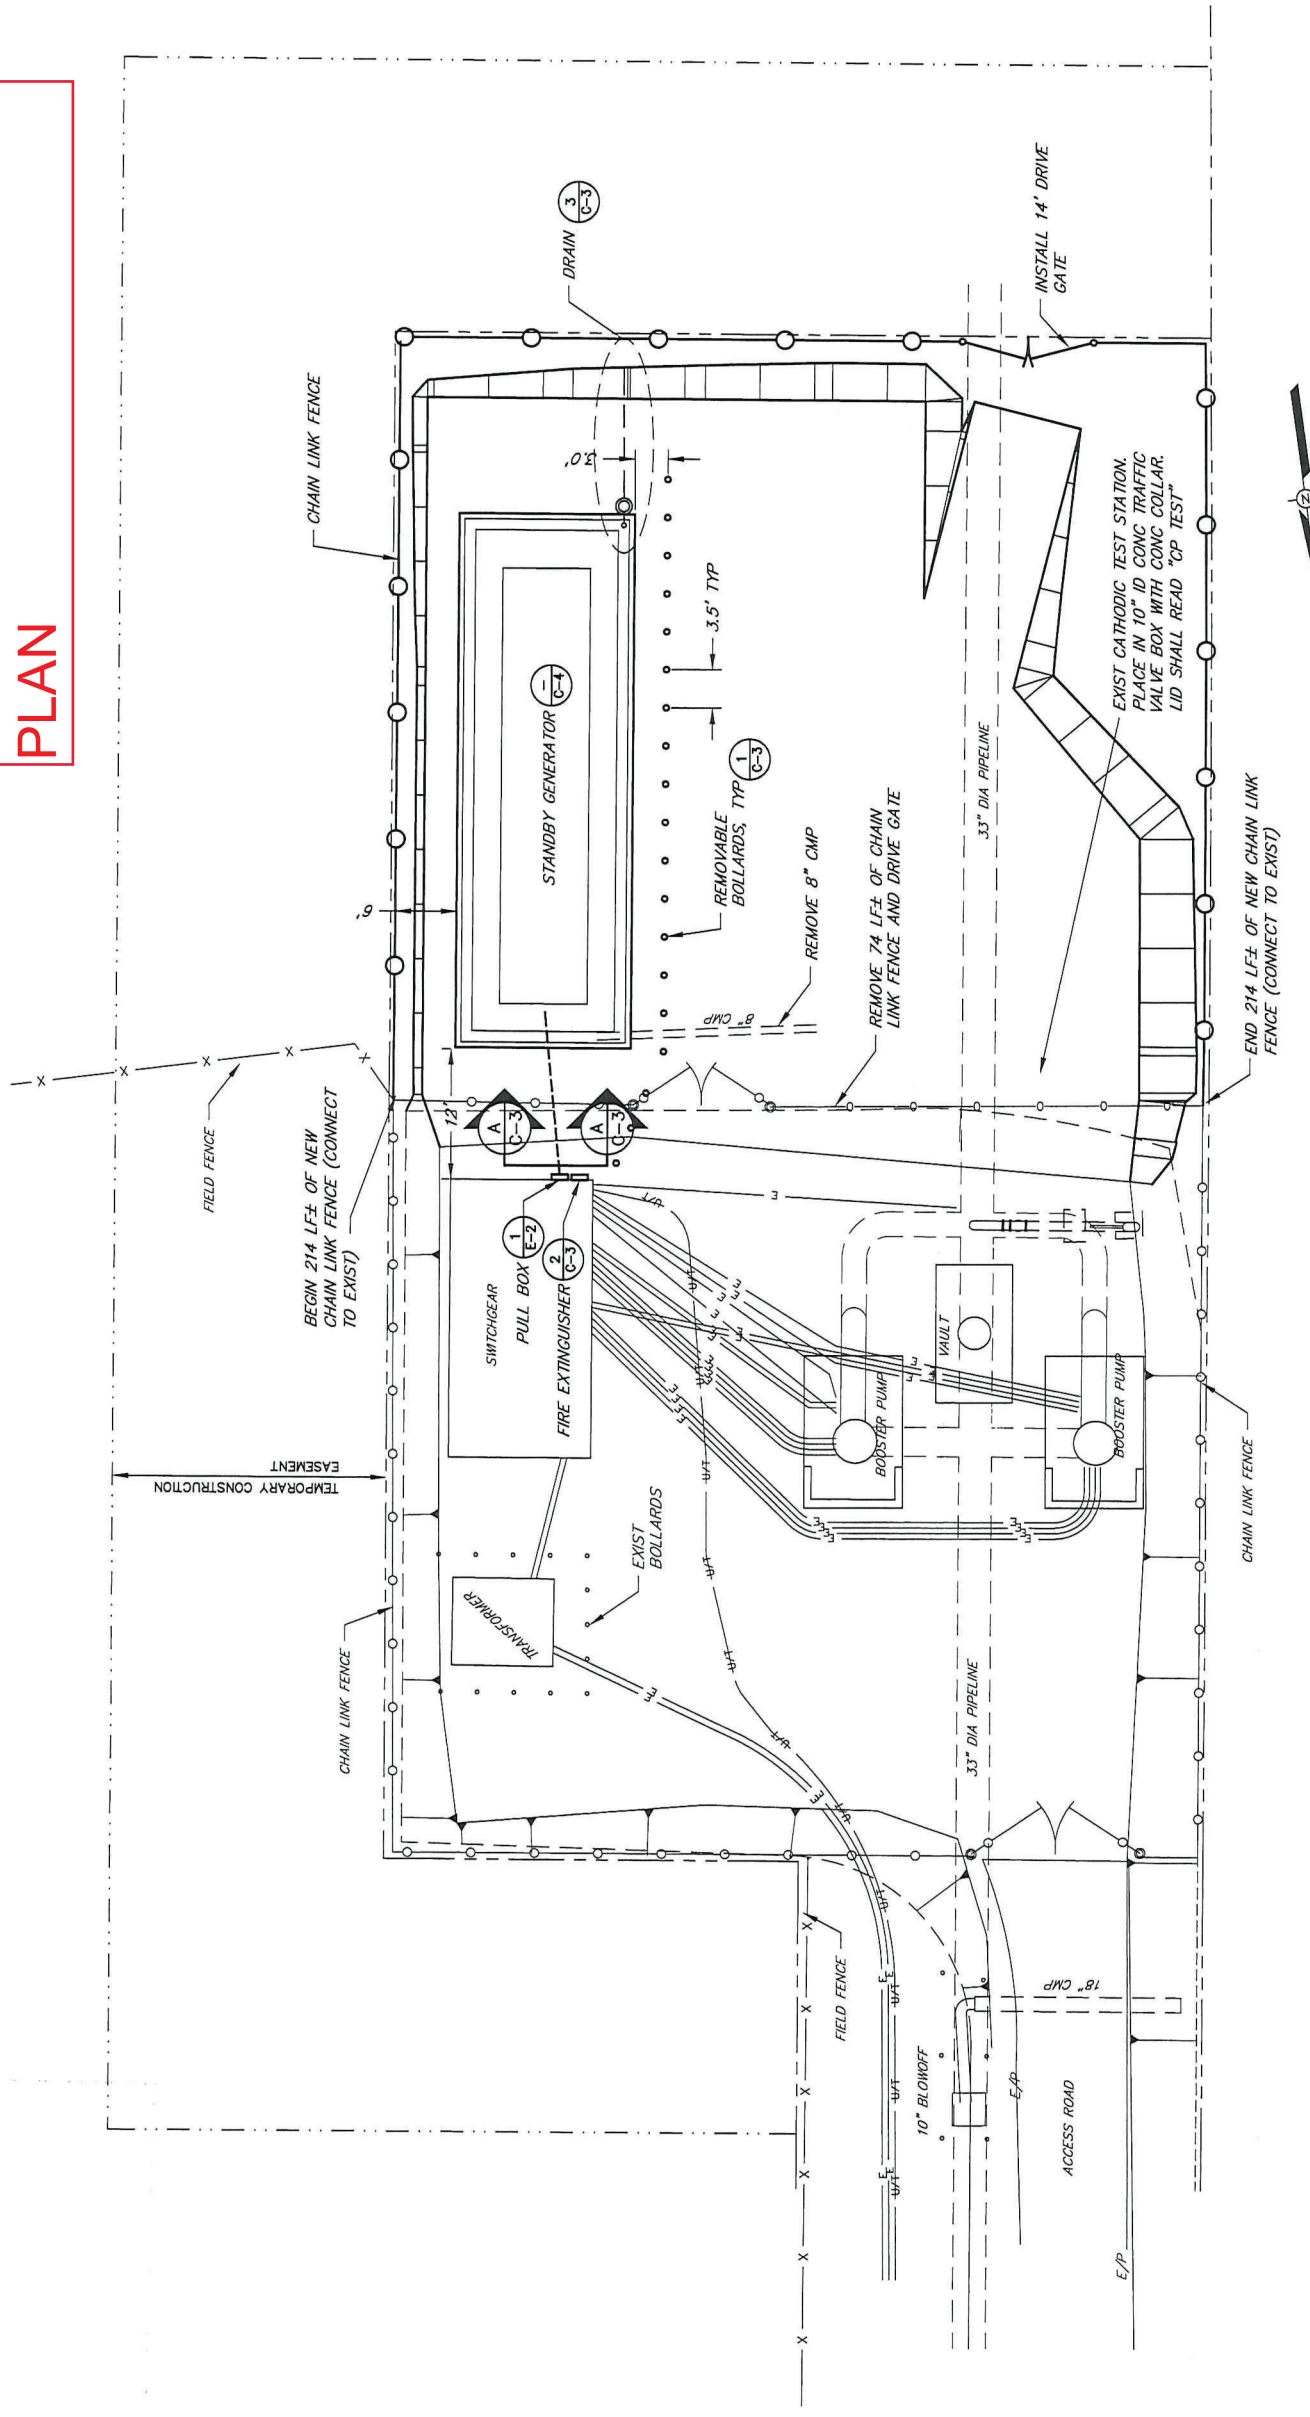 PLAN
CHAIN LINK FENCE
DRAIN
3
C-3
INSTALL 14' DRIVE
GATE
3.0'
6'
STANDBY GENERATOR
-
C-4
3.5' TYP
REMOVABLE
BOLLARDS, TYP
1
C-3
REMOVE 8" CMP
8" CMP
REMOVE 74 LF± OF CHAIN
LINK FENCE AND DRIVE GATE
33" DIA PIPELINE
EXIST CATHODIC TEST STATION.
PLACE IN 10" ID CONC TRAFFIC
VALVE BOX WITH CONC COLLAR.
LID SHALL READ "CP TEST"
END 214 LF± OF NEW CHAIN LINK
FENCE (CONNECT TO EXIST)
FIELD FENCE
BEGIN 214 LF± OF NEW
CHAIN LINK FENCE (CONNECT
TO EXIST)
12'
A
C-3
A
C-3
SWITCHGEAR
PULL BOX
1
E-2
FIRE EXTINGUISHER
2
C-3
VAULT
BOOSTER PUMP
BOOSTER PUMP
TEMPORARY CONSTRUCTION
EASEMENT
CHAIN LINK FENCE
TRANSFORMER
EXIST
BOLLARDS
33" DIA PIPELINE
CHAIN LINK FENCE
FIELD FENCE
18" CMP
10" BLOWOFF
ACCESS ROAD
E/P
E/P